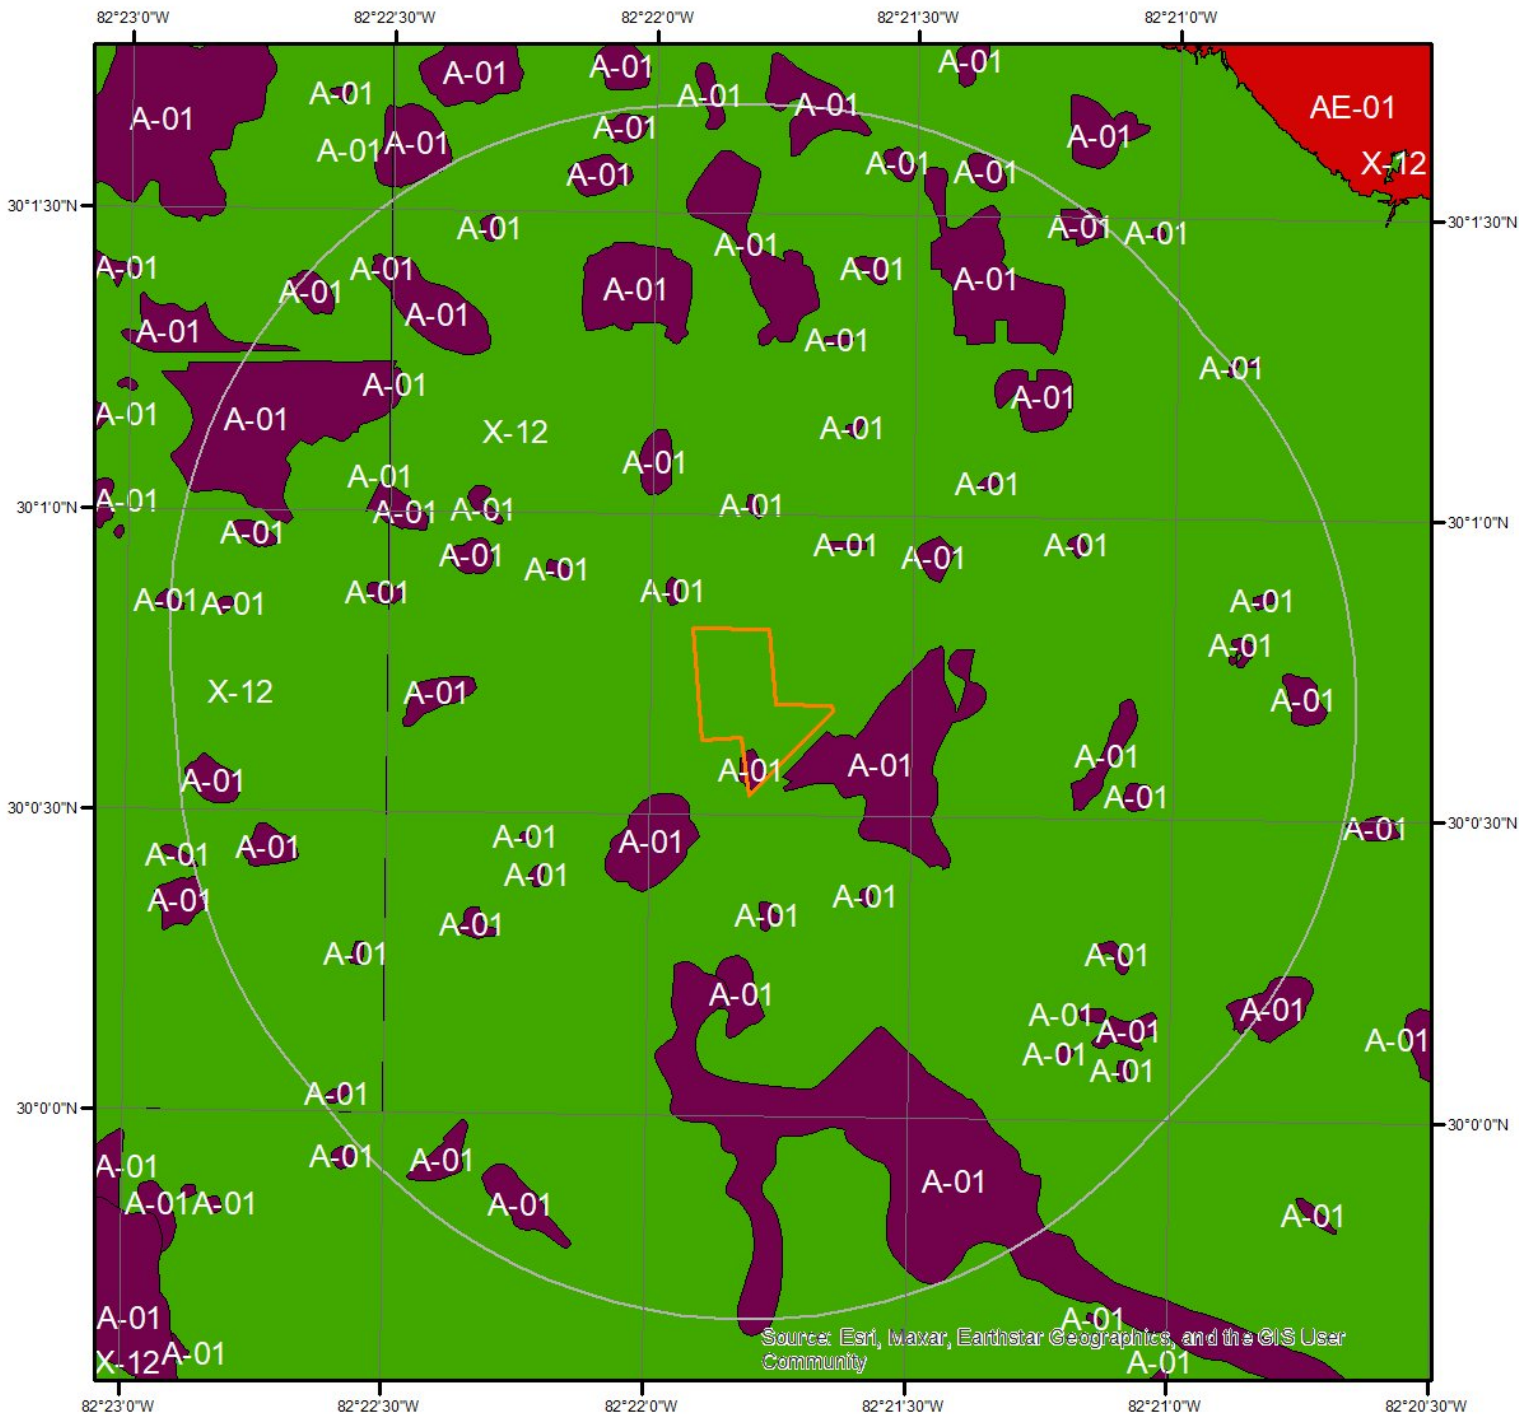 82°23'0"W 82°22'30"W 82°22'0"W 82°21'30"W 82°21'0"W
A-01 A-01 A-01
A-01 A-01 A-01 AE-01
A-01 A-01 A-01
A-01 A-01 A-01 X-12
A-01 A-01 A-01
30°1'30"N 30°1'30"N
A-01 A-01 A-01
A-01
A-01 A-01 A-01
A-01 A-01 A-01
A-01
A-01 A-01
A-01 A-01
A-01 A-01
A-01 A-01 X-12 A-01
A-01 A-01 A-01
30°1'0"N A-01 A-01 A-01 A-01 30°1'0"N
A-01 A-01 A-01
A-01 A-01 A-01
A-01 A-01 A-01 A-01 A-01
A-01
X-12 A-01 A-01
A-01
A-01 A-01 A-01
A-01
30°0'30"N 30°0'30"N
A-01
A-01 A-01 A-01 A-01
A-01
A-01 A-01
A-01 A-01
A-01 A-01
A-01 A-01
A-01 A-01
A-01 A-01
A-01
30°0'0"N A-01 30°0'0"N
A-01 A-01 A-01
A-01
A-01 A-01 A-01
A-01
A-01 A-01
Source: Esri, Maxar, Earthstar Geographics, and the GIS User
Community
X-12 A-01 A-01
82°23'0"W 82°22'30"W 82°22'0"W 82°21'30"W 82°21'0"W 82°20'30"W